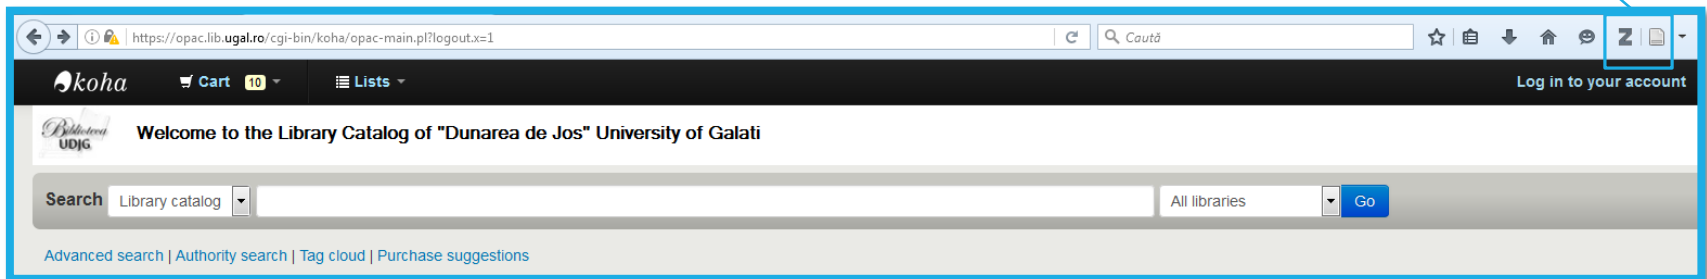 https://opac.lib.ugal.ro/cgi-bin/koha/opac-main.pl?logout.x=1 Caută Z
koha Cart 10 Lists Log in to your account
Biblioteca UDJG Welcome to the Library Catalog of "Dunarea de Jos" University of Galati
Search Library catalog All libraries Go
Advanced search | Authority search | Tag cloud | Purchase suggestions